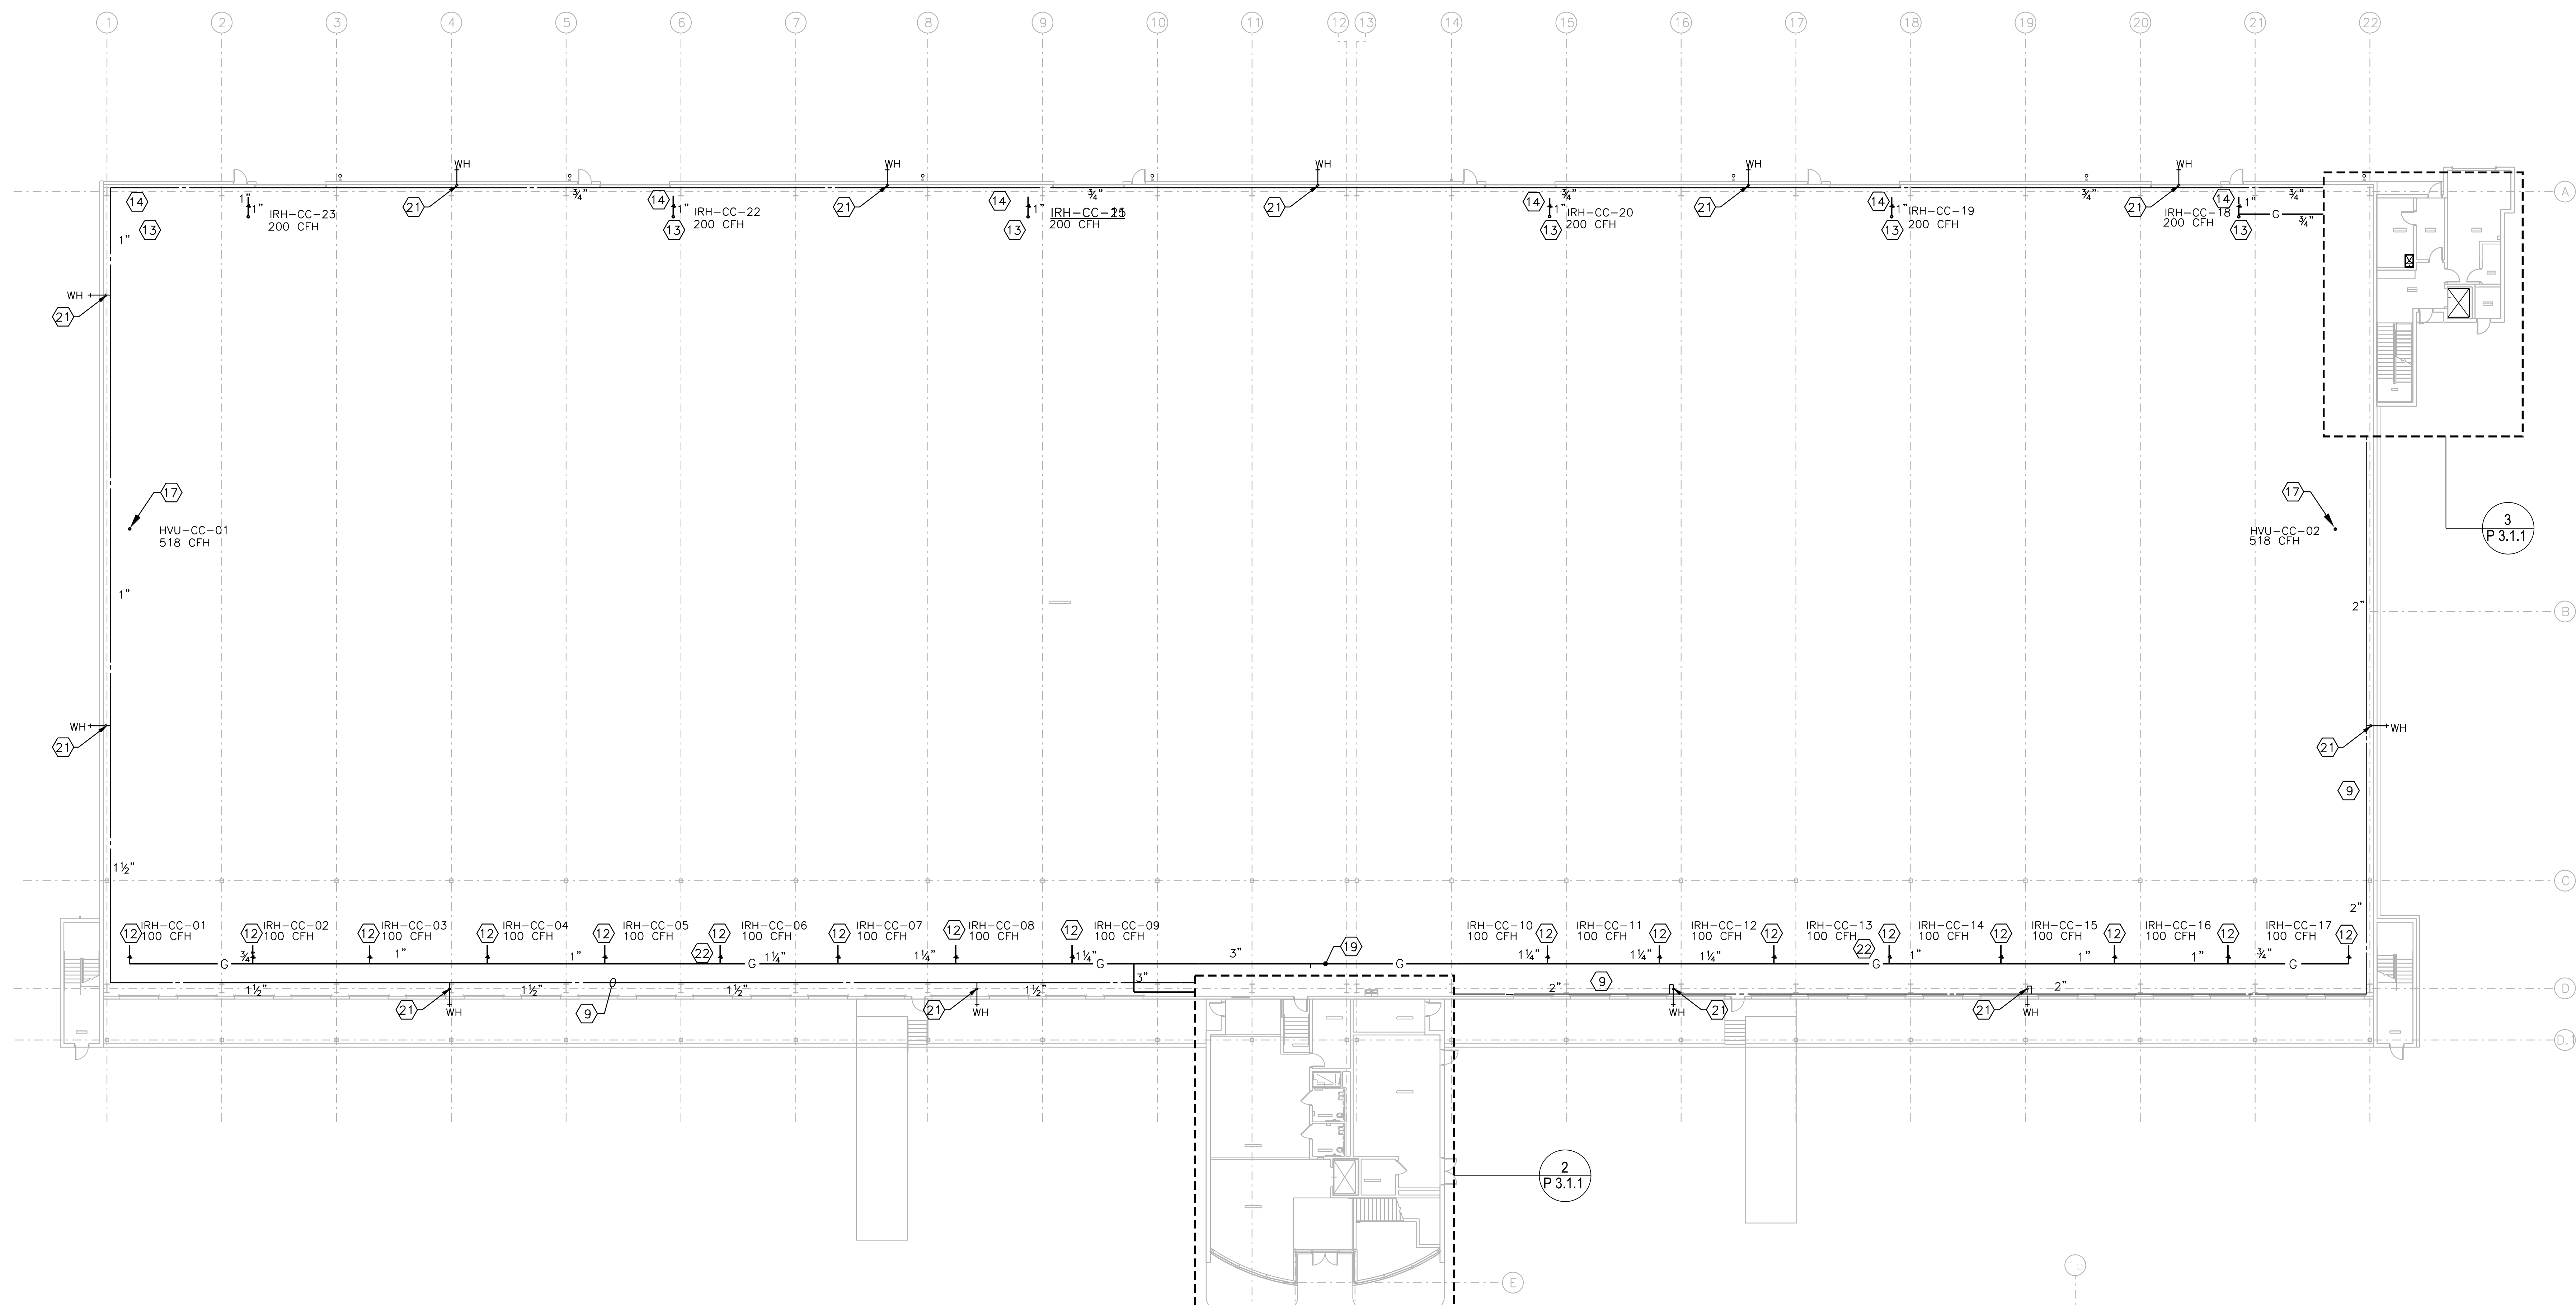 1 2 3 4 5 6 7 8 9 10 11 12 13 14 15 16 17 18 19 20 21 22
WH WH WH WH WH
14 1" 1" IRH-CC-23
200 CFH
13
21
3/4"
14 1" IRH-CC-22
200 CFH
13
21
14 1"
200 CFH
13
3/4"
21
14 3/4"
1" IRH-CC-20
200 CFH
13
21
14 1" IRH-CC-19
200 CFH
13
3/4"
21
IRH-CC-18
200 CFH
14 1"
13
3/4"
G
3/4"
A
1"
WH
21
17
HVU-CC-01
518 CFH
17
HVU-CC-02
518 CFH
3
P 3.1.1
1"
2"
B
WH
21
WH
21
9
1½"
C
2"
12 IRH-CC-01
100 CFH
12 IRH-CC-02
100 CFH
12 IRH-CC-03
100 CFH
12 IRH-CC-04
100 CFH
12 IRH-CC-05
100 CFH
12 IRH-CC-06
100 CFH
12 IRH-CC-07
100 CFH
12 IRH-CC-08
100 CFH
12 IRH-CC-09
100 CFH
IRH-CC-10
100 CFH 12
IRH-CC-11
100 CFH 12
IRH-CC-12
100 CFH 12
IRH-CC-13
100 CFH 12
IRH-CC-14
100 CFH 12
IRH-CC-15
100 CFH 12
IRH-CC-16
100 CFH 12
IRH-CC-17
100 CFH 12
G 3/4" 1" 1" 22 G 1¼" 1¼" 1¼" G 3" 19 G 1¼" 1¼" 1¼" 22 G 1" 1" 1" 3/4" G
3"
1½" 1½" 1½" 1½" 2" 9 2"
D
21 WH 9 21 WH WH 21 21 WH
D.1
2
P 3.1.1
E